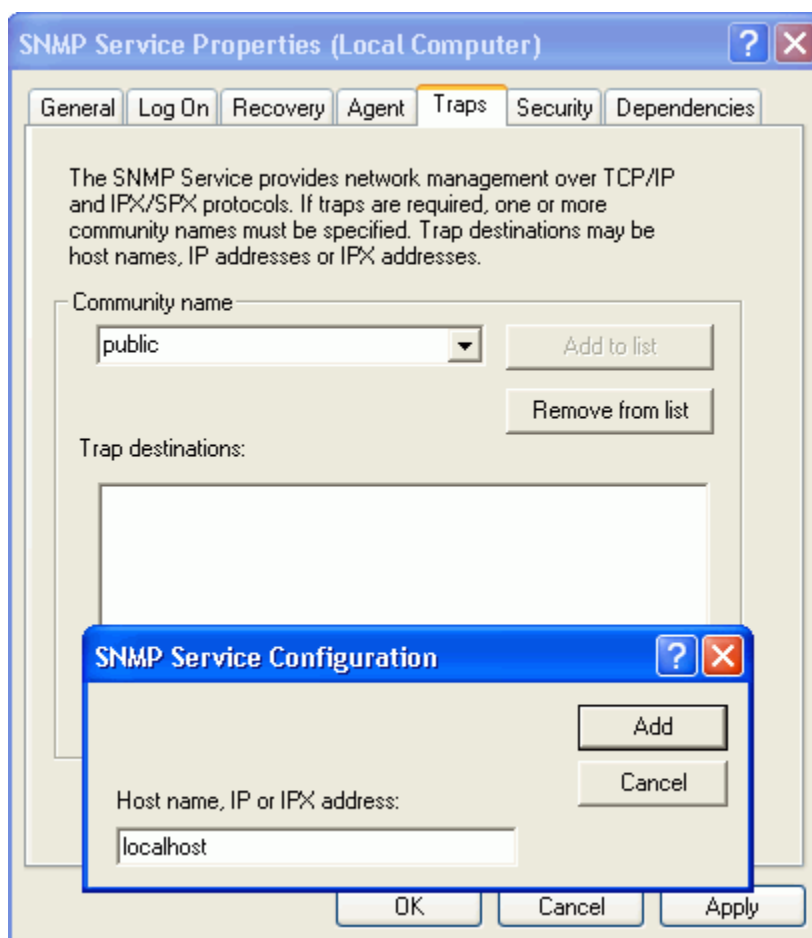 SNMP Service Properties (Local Computer)
General Log On Recovery Agent Traps Security Dependencies
The SNMP Service provides network management over TCP/IP
and IPX/SPX protocols. If traps are required, one or more
community names must be specified. Trap destinations may be
host names, IP addresses or IPX addresses.
Community name
public
Add to list
Remove from list
Trap destinations:
SNMP Service Configuration
Add
Cancel
Host name, IP or IPX address:
localhost
OK Cancel Apply